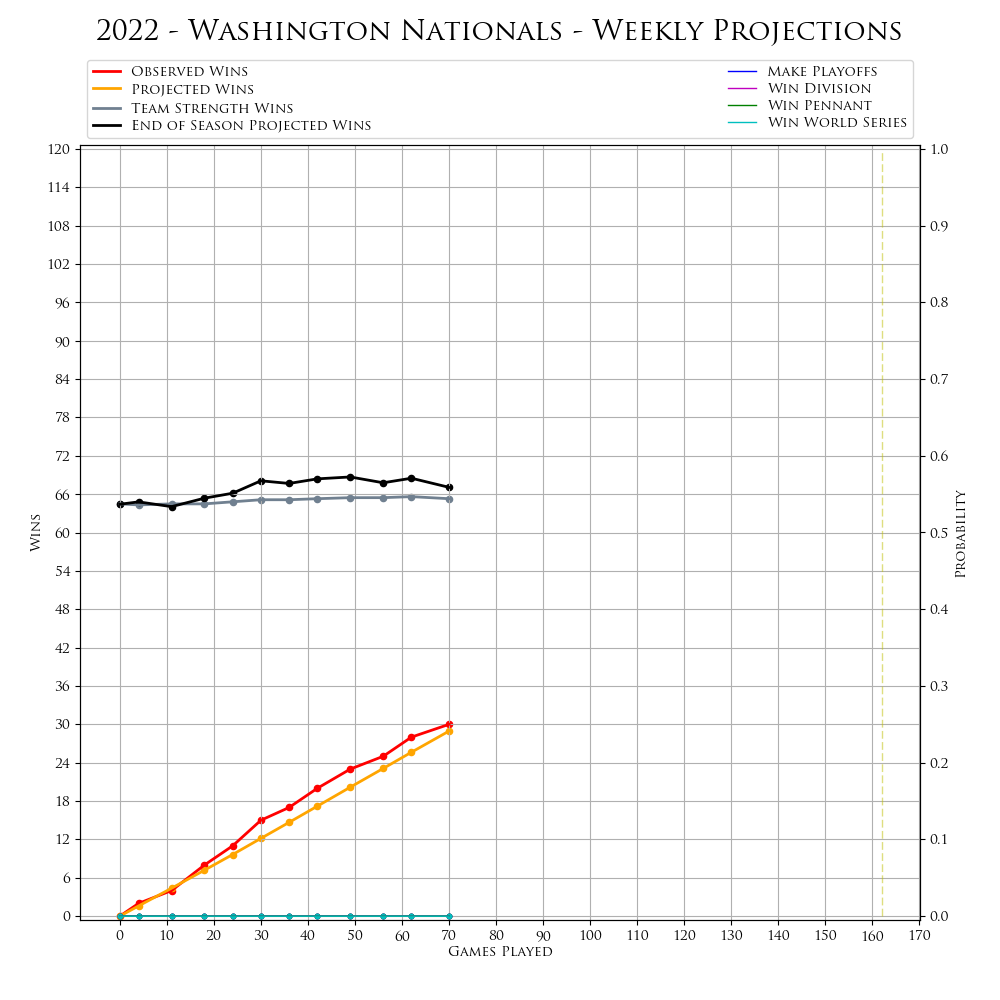 2022 - Washington Nationals - Weekly Projections
Observed Wins
Projected Wins
Team Strength Wins
End of Season Projected Wins
Make Playoffs
Win Division
Win Pennant
Win World Series
120 1.0
114
108 0.9
102
96 0.8
90
84 0.7
78
72 0.6
66
60 0.5
54
48 0.4
42
36 0.3
30
24 0.2
18
12 0.1
6
0 0.0
Wins
Probability
0 10 20 30 40 50 60 70 80 90 100 110 120 130 140 150 160 170
Games Played